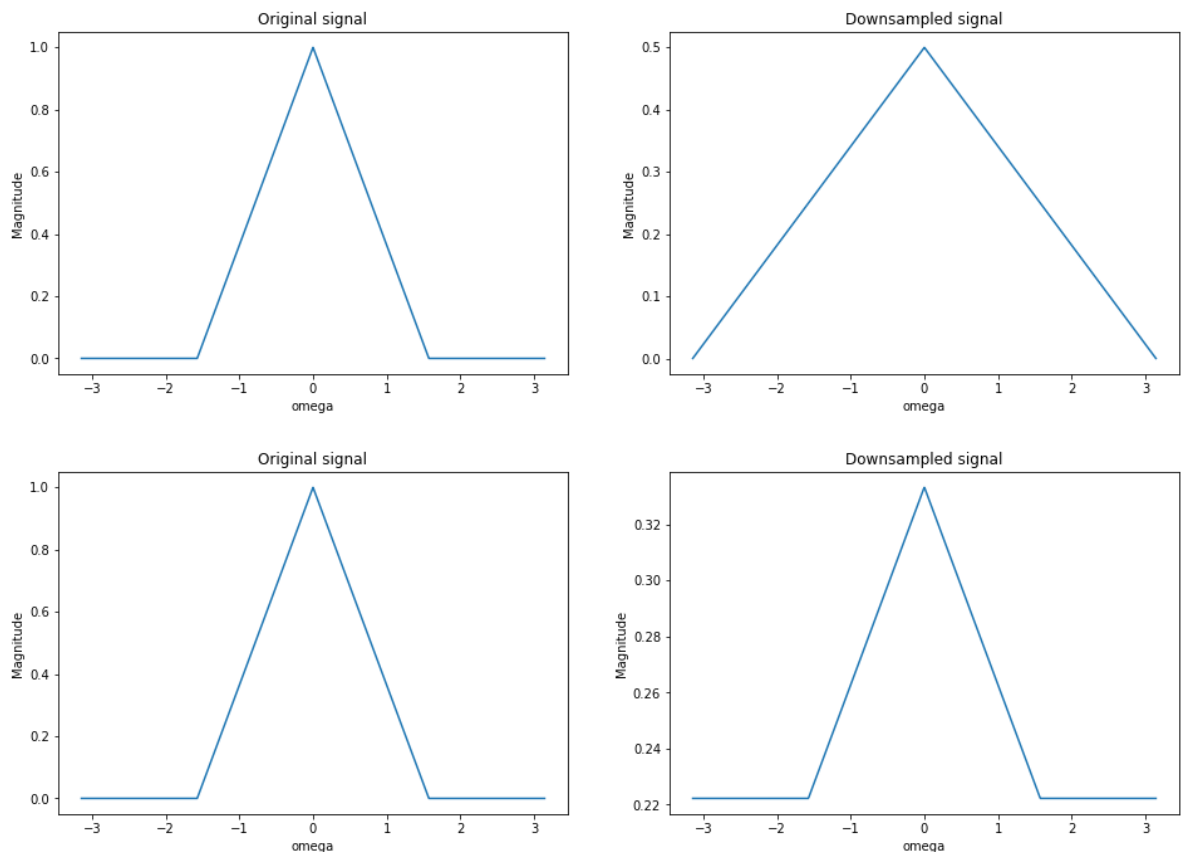 Original signal
1.0
0.8
0.6
0.4
0.2
0.0
Magnitude
−3 −2 −1 0 1 2 3
omega
Downsampled signal
0.5
0.4
0.3
0.2
0.1
0.0
Magnitude
−3 −2 −1 0 1 2 3
omega
Original signal
1.0
0.8
0.6
0.4
0.2
0.0
Magnitude
−3 −2 −1 0 1 2 3
omega
Downsampled signal
0.32
0.30
0.28
0.26
0.24
0.22
Magnitude
−3 −2 −1 0 1 2 3
omega